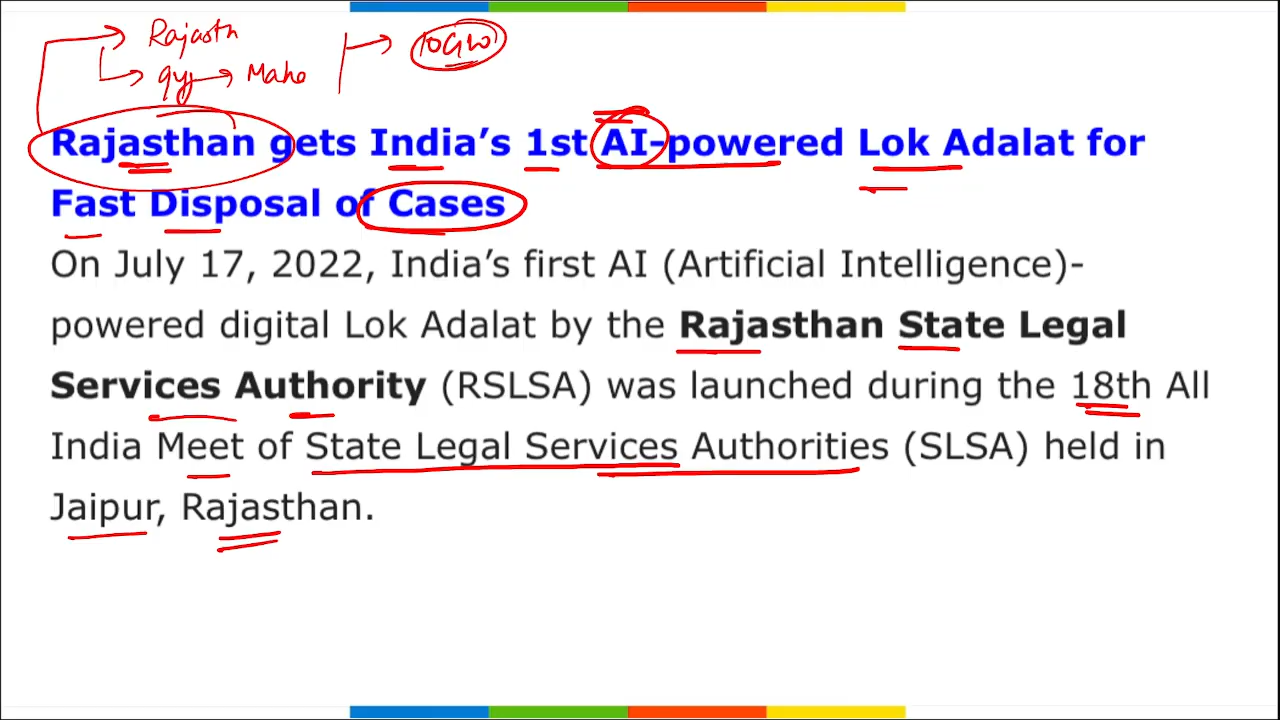 Rajasth
Guj → Maha
10GW
Rajasthan gets India’s 1st AI-powered Lok Adalat for
Fast Disposal of Cases
On July 17, 2022, India’s first AI (Artificial Intelligence)-
powered digital Lok Adalat by the Rajasthan State Legal
Services Authority (RSLSA) was launched during the 18th All
India Meet of State Legal Services Authorities (SLSA) held in
Jaipur, Rajasthan.